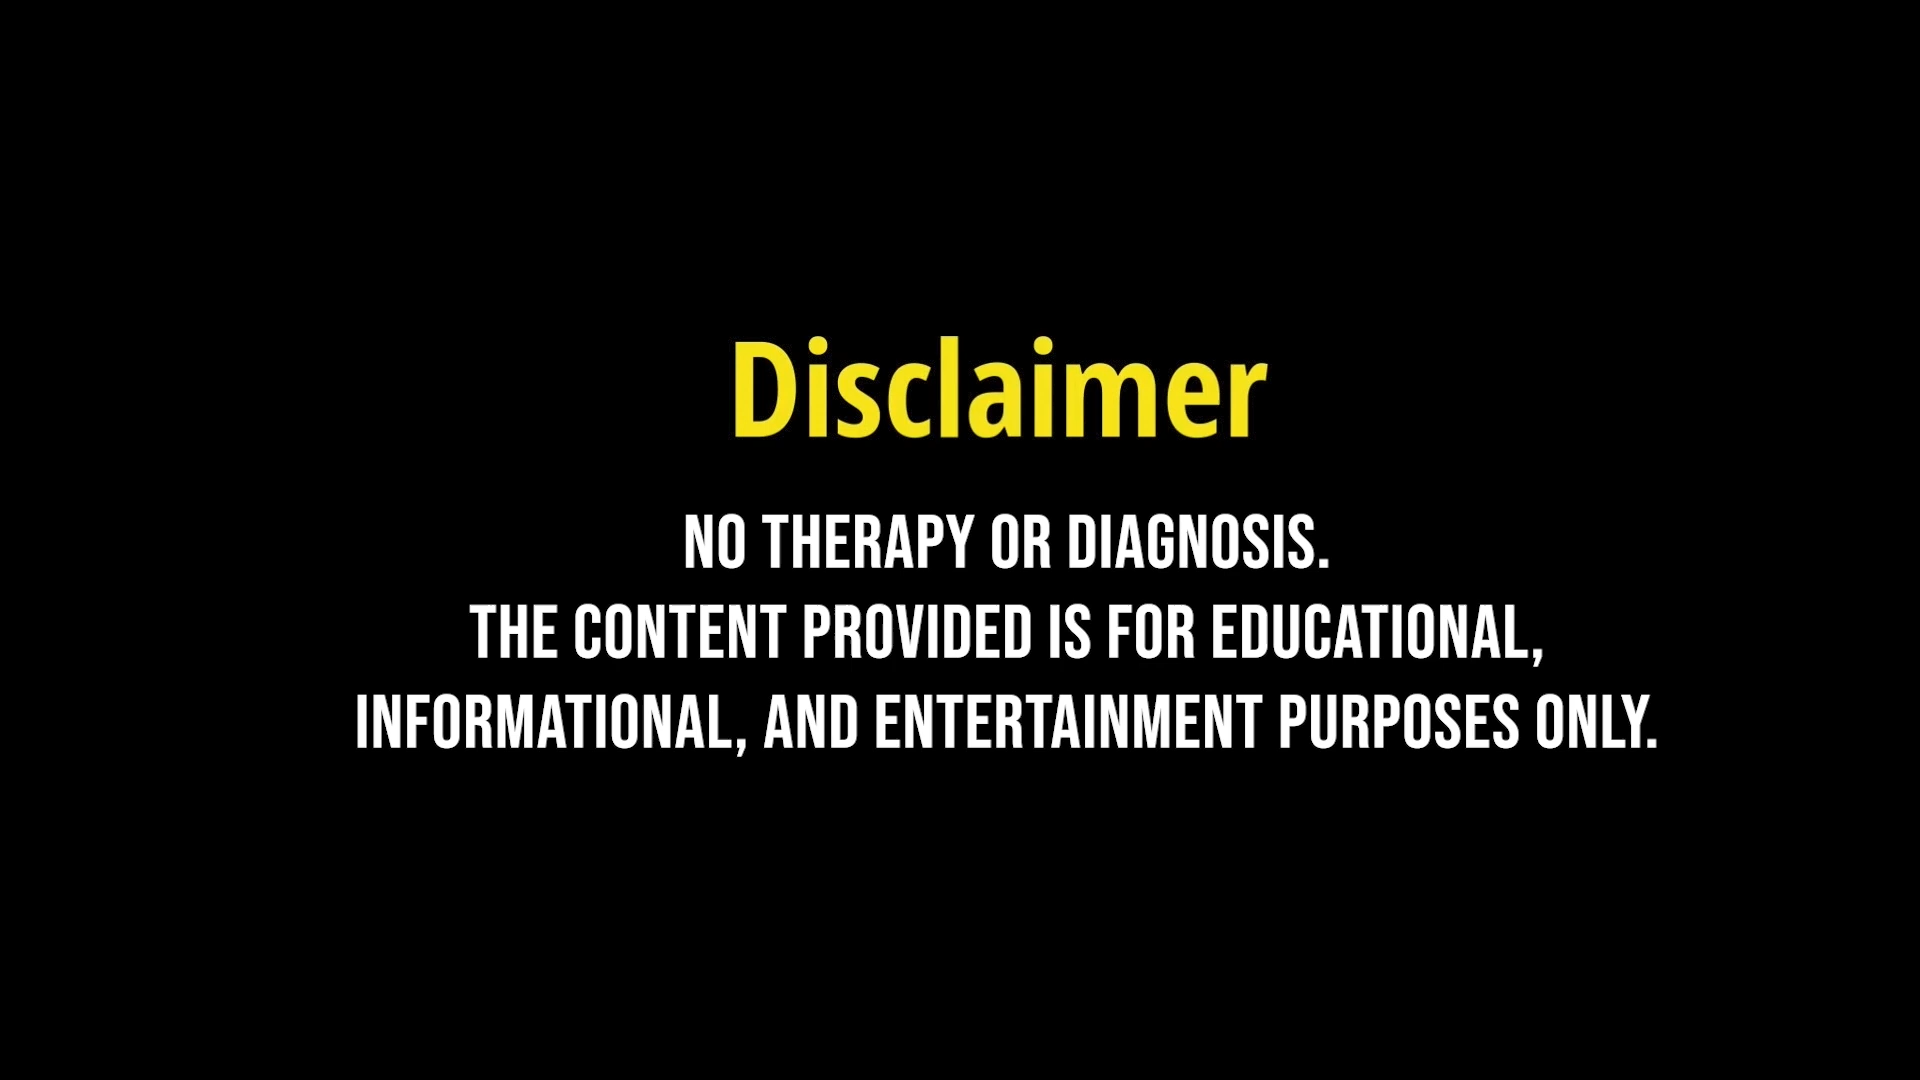 Disclaimer
NO THERAPY OR DIAGNOSIS.
THE CONTENT PROVIDED IS FOR EDUCATIONAL,
INFORMATIONAL, AND ENTERTAINMENT PURPOSES ONLY.